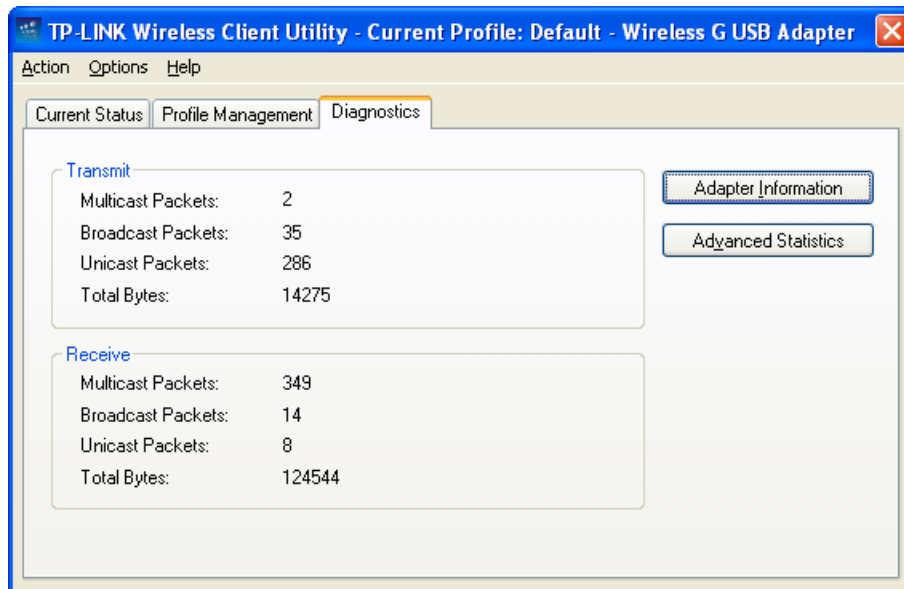 TP-LINK Wireless Client Utility - Current Profile: Default - Wireless G USB Adapter
Action Options Help
Current Status Profile Management Diagnostics
Transmit
Multicast Packets: 2
Broadcast Packets: 35
Unicast Packets: 286
Total Bytes: 14275
Adapter Information
Advanced Statistics
Receive
Multicast Packets: 349
Broadcast Packets: 14
Unicast Packets: 8
Total Bytes: 124544